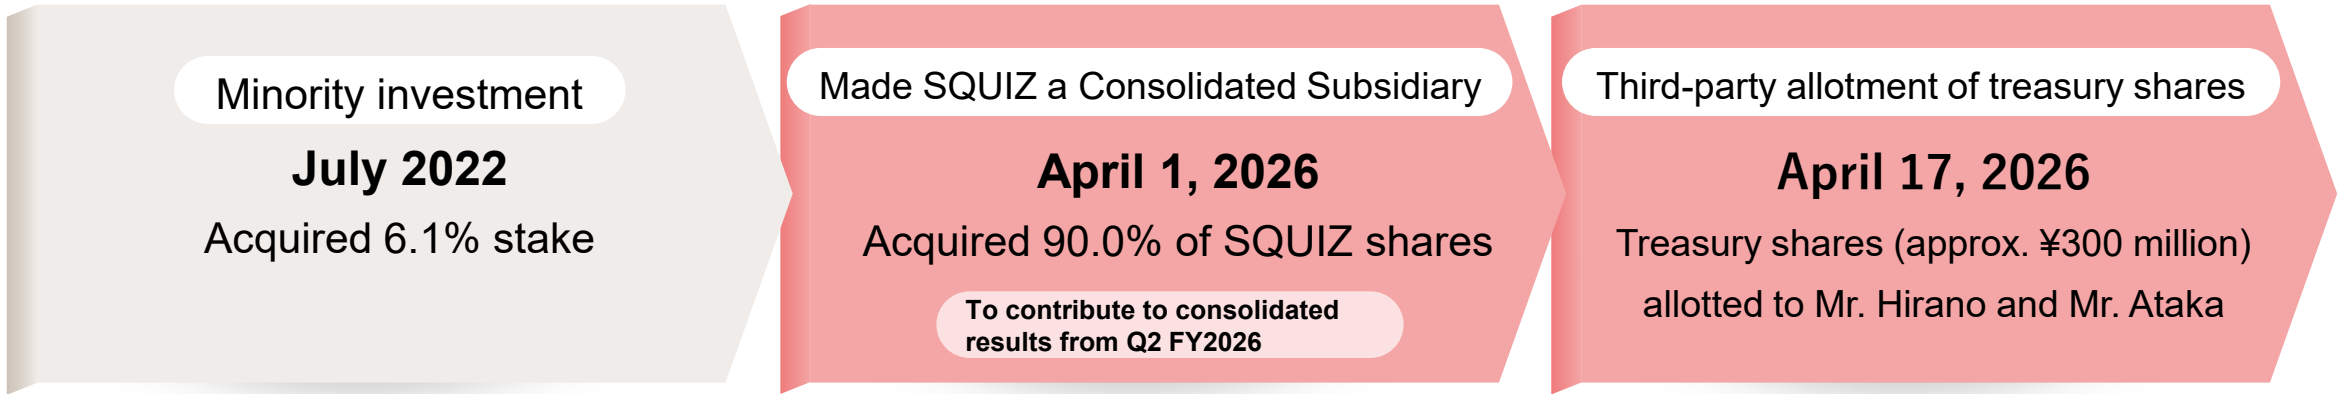 Minority investment
July 2022
Acquired 6.1% stake
Made SQUIZ a Consolidated Subsidiary
April 1, 2026
Acquired 90.0% of SQUIZ shares
To contribute to consolidated
results from Q2 FY2026
Third-party allotment of treasury shares
April 17, 2026
Treasury shares (approx. ¥300 million)
allotted to Mr. Hirano and Mr. Ataka